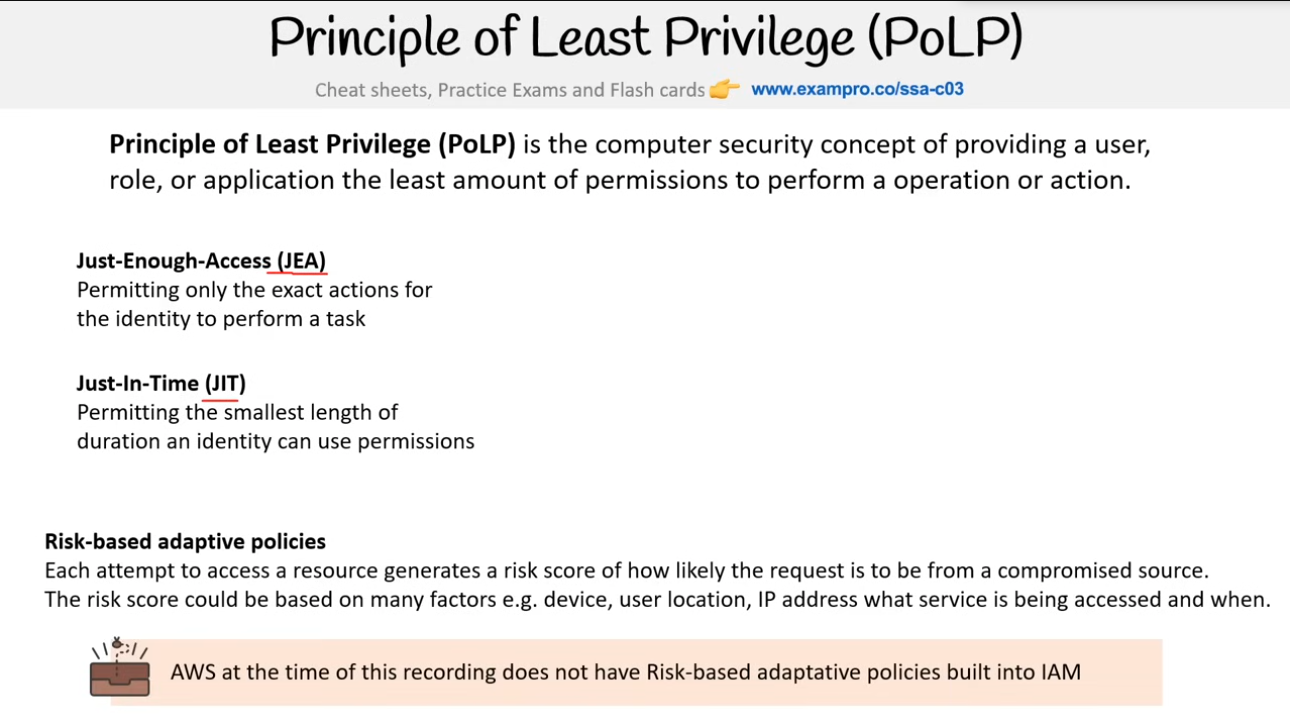 Principle of Least Privilege (PoLP)
Cheat sheets, Practice Exams and Flash cards 👉 www.exampro.co/ssa-c03
Principle of Least Privilege (PoLP) is the computer security concept of providing a user,
role, or application the least amount of permissions to perform a operation or action.
Just-Enough-Access (JEA)
Permitting only the exact actions for
the identity to perform a task
Just-In-Time (JIT)
Permitting the smallest length of
duration an identity can use permissions
Risk-based adaptive policies
Each attempt to access a resource generates a risk score of how likely the request is to be from a compromised source.
The risk score could be based on many factors e.g. device, user location, IP address what service is being accessed and when.
AWS at the time of this recording does not have Risk-based adaptative policies built into IAM